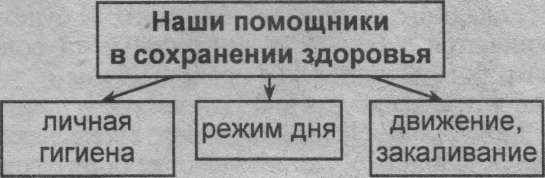 Наши помощники
в сохранении здоровья
личная
гигиена
режим дня
движение,
закаливание